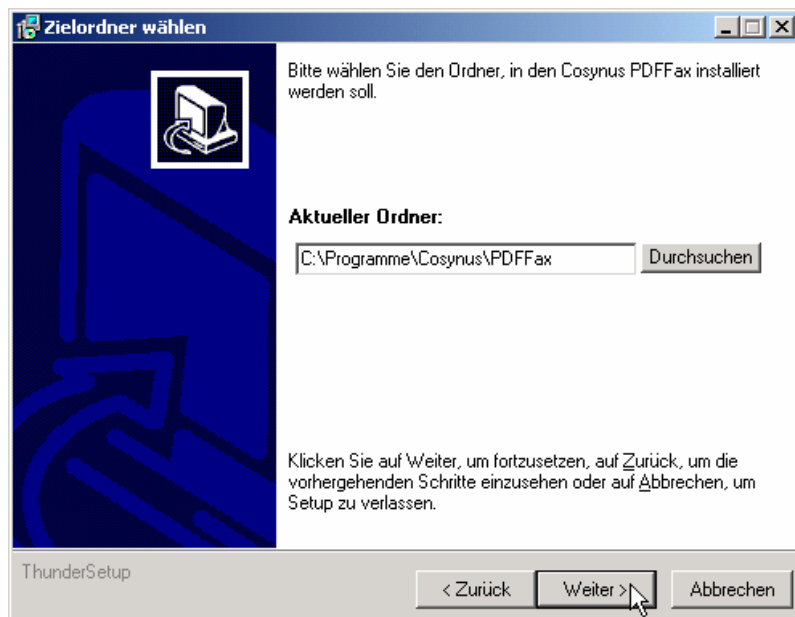 Zielordner wählen
Bitte wählen Sie den Ordner, in den Cosynus PDFFax installiert
werden soll.
Aktueller Ordner:
C:\Programme\Cosynus\PDFFax
Durchsuchen
Klicken Sie auf Weiter, um fortzusetzen, auf Zurück, um die
vorhergehenden Schritte einzusehen oder auf Abbrechen, um
Setup zu verlassen.
ThunderSetup
< Zurück
Weiter >
Abbrechen